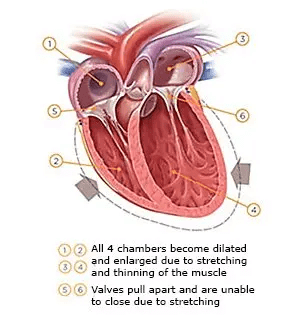 1
3
5
6
2
4
1 2 All 4 chambers become dilated
and enlarged due to stretching
3 4 and thinning of the muscle
5 6 Valves pull apart and are unable
to close due to stretching